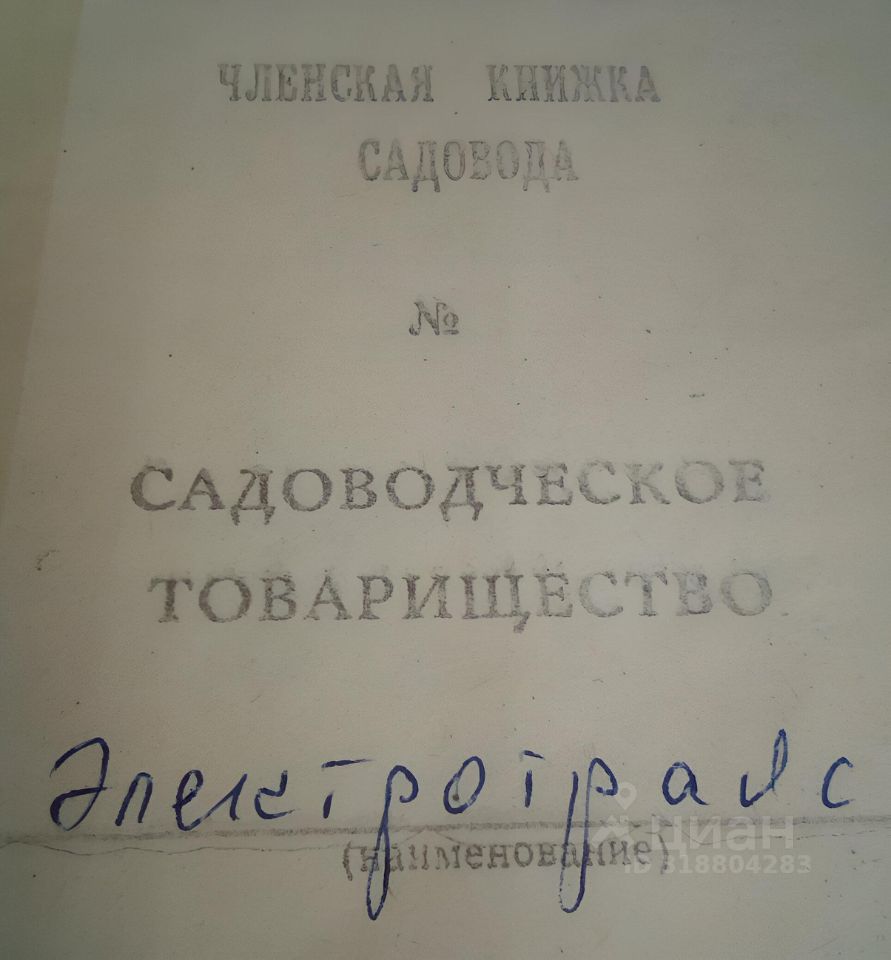 ЧЛЕНСКАЯ КНИЖКА
САДОВОДА
№
САДОВОДЧЕСКОЕ
ТОВАРИЩЕСТВО
Электротранс
(наименование)
циан
ID 318804283